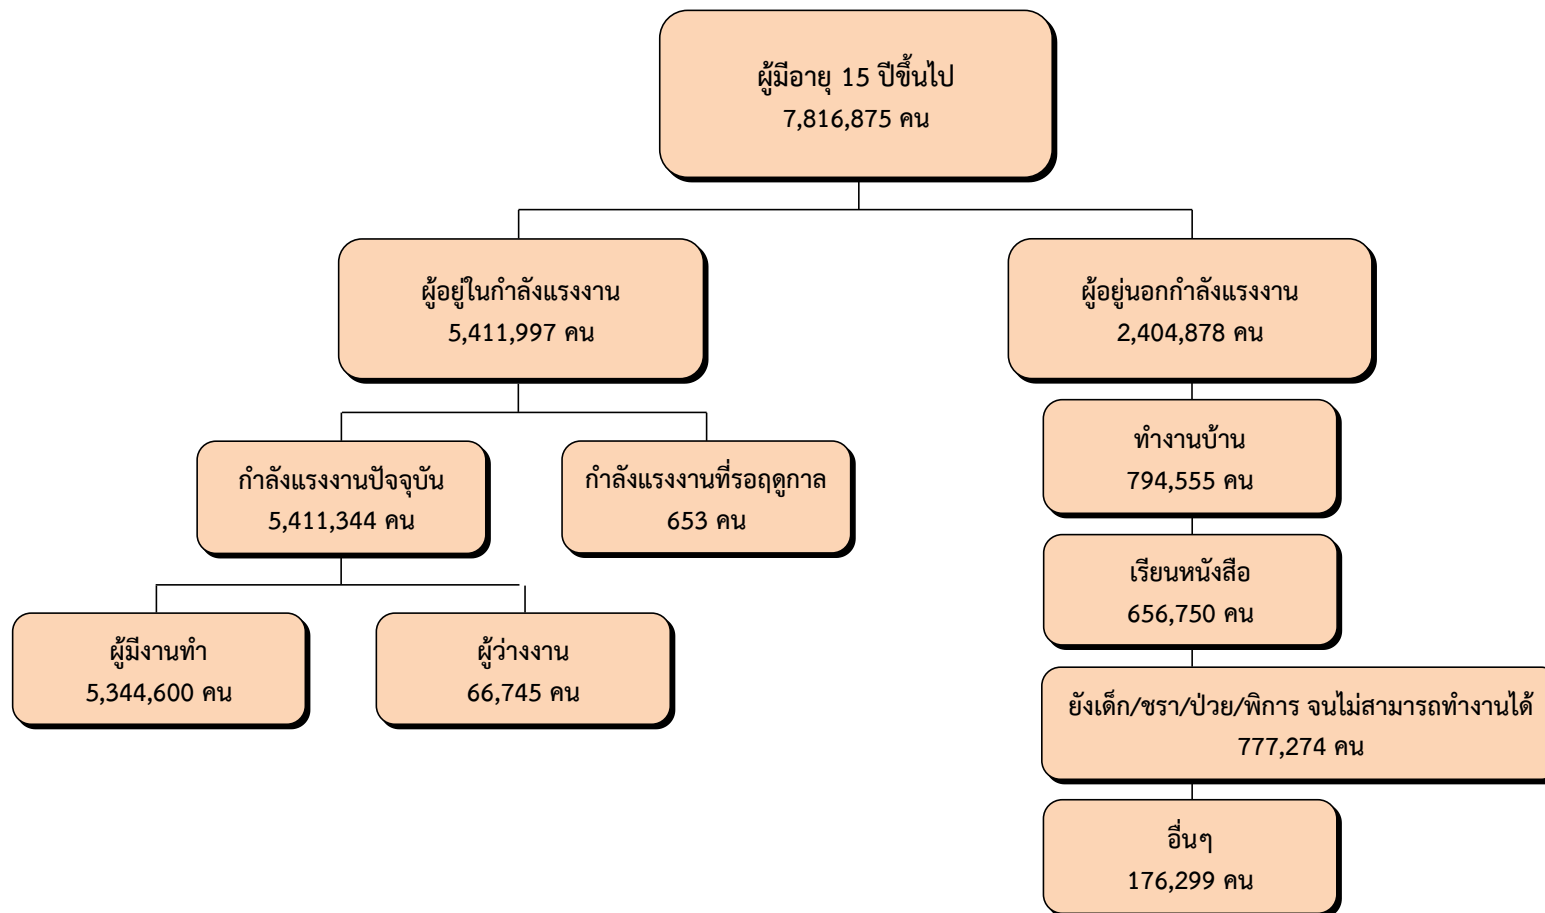 ผู้มีอายุ 15 ปีขึ้นไป
7,816,875 คน
ผู้อยู่ในกำลังแรงงาน
5,411,997 คน
ผู้อยู่นอกกำลังแรงงาน
2,404,878 คน
กำลังแรงงานปัจจุบัน
5,411,344 คน
กำลังแรงงานที่รอฤดูกาล
653 คน
ผู้มีงานทำ
5,344,600 คน
ผู้ว่างงาน
66,745 คน
ทำงานบ้าน
794,555 คน
เรียนหนังสือ
656,750 คน
ยังเด็ก/ชรา/ป่วย/พิการ จนไม่สามารถทำงานได้
777,274 คน
อื่นๆ
176,299 คน